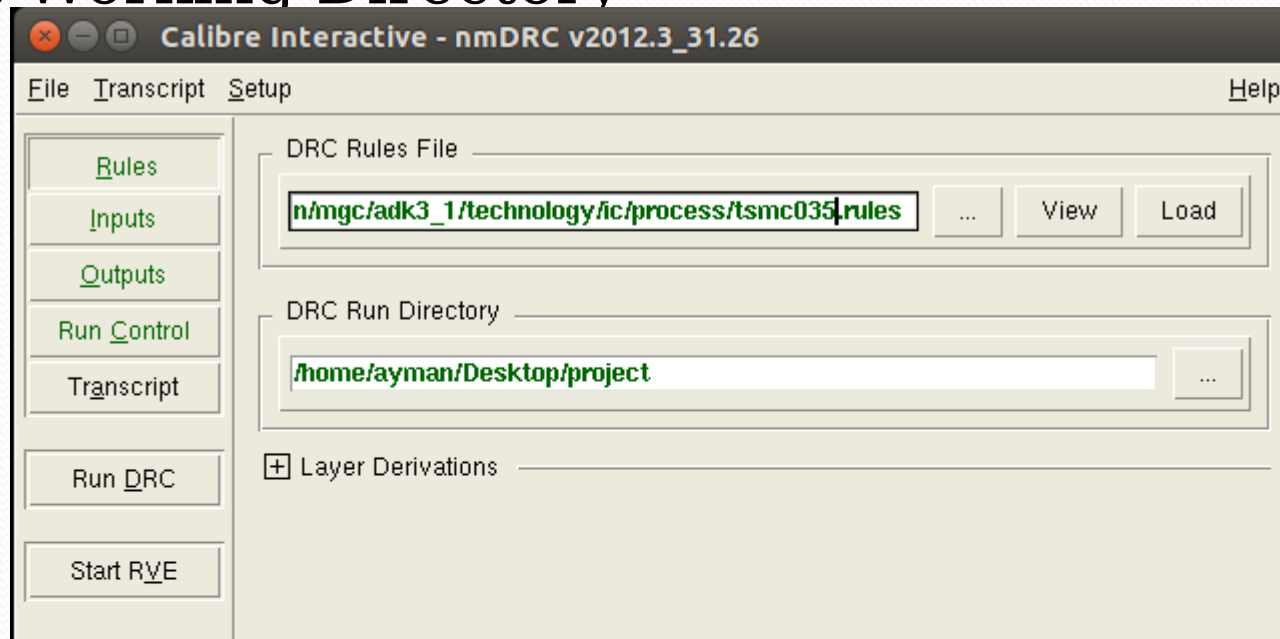 Working Directory
Calibre Interactive - nmDRC v2012.3_31.26
File Transcript Setup Help
Rules
Inputs
Outputs
Run Control
Transcript
Run DRC
Start RVE
DRC Rules File
n/mgc/adk3_1/technology/ic/process/tsmc035.rules ... View Load
DRC Run Directory
/home/ayman/Desktop/project ...
+ Layer Derivations